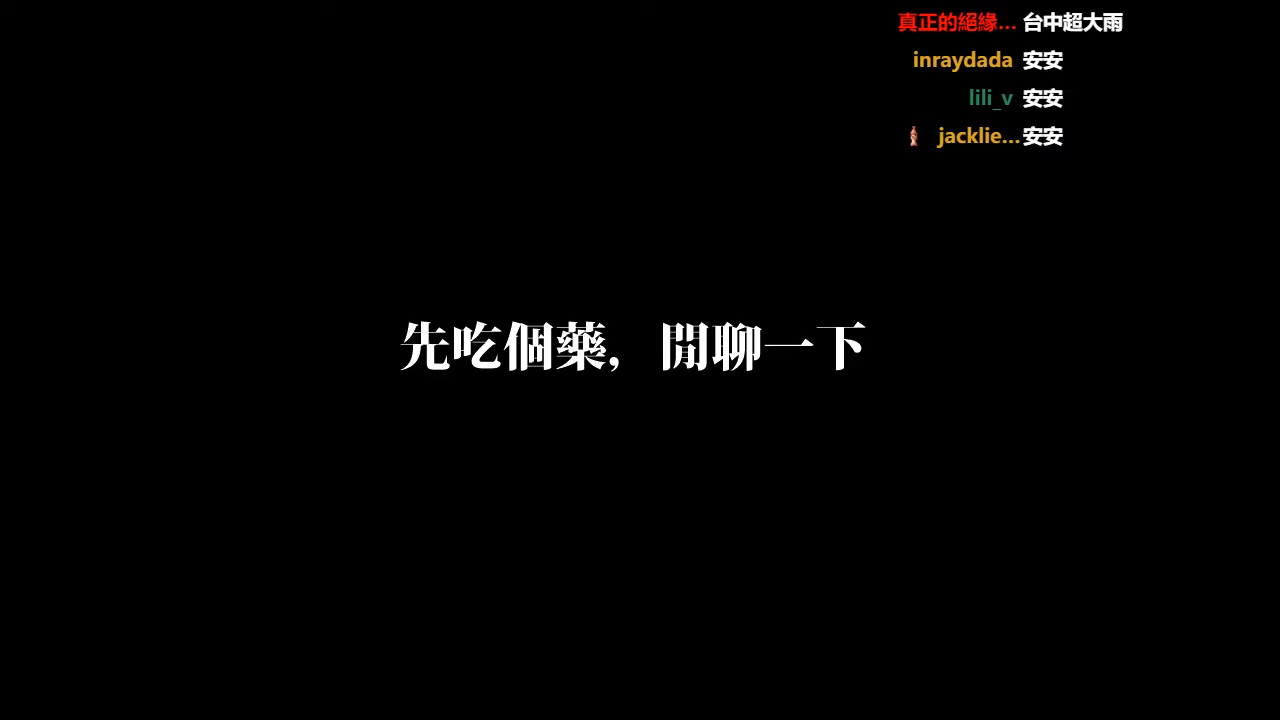 真正的絕緣... 台中超大雨
inraydada 安安
lili_v 安安
jacklie...安安
先吃個藥，閒聊一下